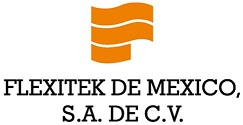 FLEXITEK DE MEXICO,
S.A. DE C.V.